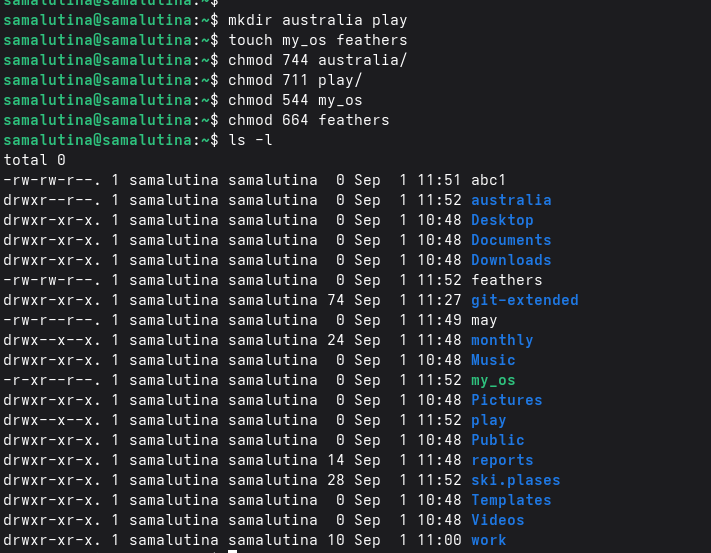 samalutina@samalutina:~$
samalutina@samalutina:~$ mkdir australia play
samalutina@samalutina:~$ touch my_os feathers
samalutina@samalutina:~$ chmod 744 australia/
samalutina@samalutina:~$ chmod 711 play/
samalutina@samalutina:~$ chmod 544 my_os
samalutina@samalutina:~$ chmod 664 feathers
samalutina@samalutina:~$ ls -l
total 0
-rw-rw-r--. 1 samalutina samalutina  0 Sep  1 11:51 abc1
drwxr--r--. 1 samalutina samalutina  0 Sep  1 11:52 australia
drwxr-xr-x. 1 samalutina samalutina  0 Sep  1 10:48 Desktop
drwxr-xr-x. 1 samalutina samalutina  0 Sep  1 10:48 Documents
drwxr-xr-x. 1 samalutina samalutina  0 Sep  1 10:48 Downloads
-rw-rw-r--. 1 samalutina samalutina  0 Sep  1 11:52 feathers
drwxr-xr-x. 1 samalutina samalutina 74 Sep  1 11:27 git-extended
-rw-r--r--. 1 samalutina samalutina  0 Sep  1 11:49 may
drwx--x--x. 1 samalutina samalutina 24 Sep  1 11:48 monthly
drwxr-xr-x. 1 samalutina samalutina  0 Sep  1 10:48 Music
-r-xr--r--. 1 samalutina samalutina  0 Sep  1 11:52 my_os
drwxr-xr-x. 1 samalutina samalutina  0 Sep  1 10:48 Pictures
drwx--x--x. 1 samalutina samalutina  0 Sep  1 11:52 play
drwxr-xr-x. 1 samalutina samalutina  0 Sep  1 10:48 Public
drwxr-xr-x. 1 samalutina samalutina 14 Sep  1 11:48 reports
drwxr-xr-x. 1 samalutina samalutina 28 Sep  1 11:52 ski.plases
drwxr-xr-x. 1 samalutina samalutina  0 Sep  1 10:48 Templates
drwxr-xr-x. 1 samalutina samalutina  0 Sep  1 10:48 Videos
drwxr-xr-x. 1 samalutina samalutina 10 Sep  1 11:00 work